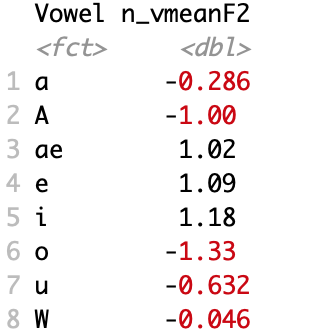 Vowel n_vmeanF2
<fct> <dbl>
1 a -0.286
2 A -1.00
3 ae 1.02
4 e 1.09
5 i 1.18
6 o -1.33
7 u -0.632
8 W -0.046